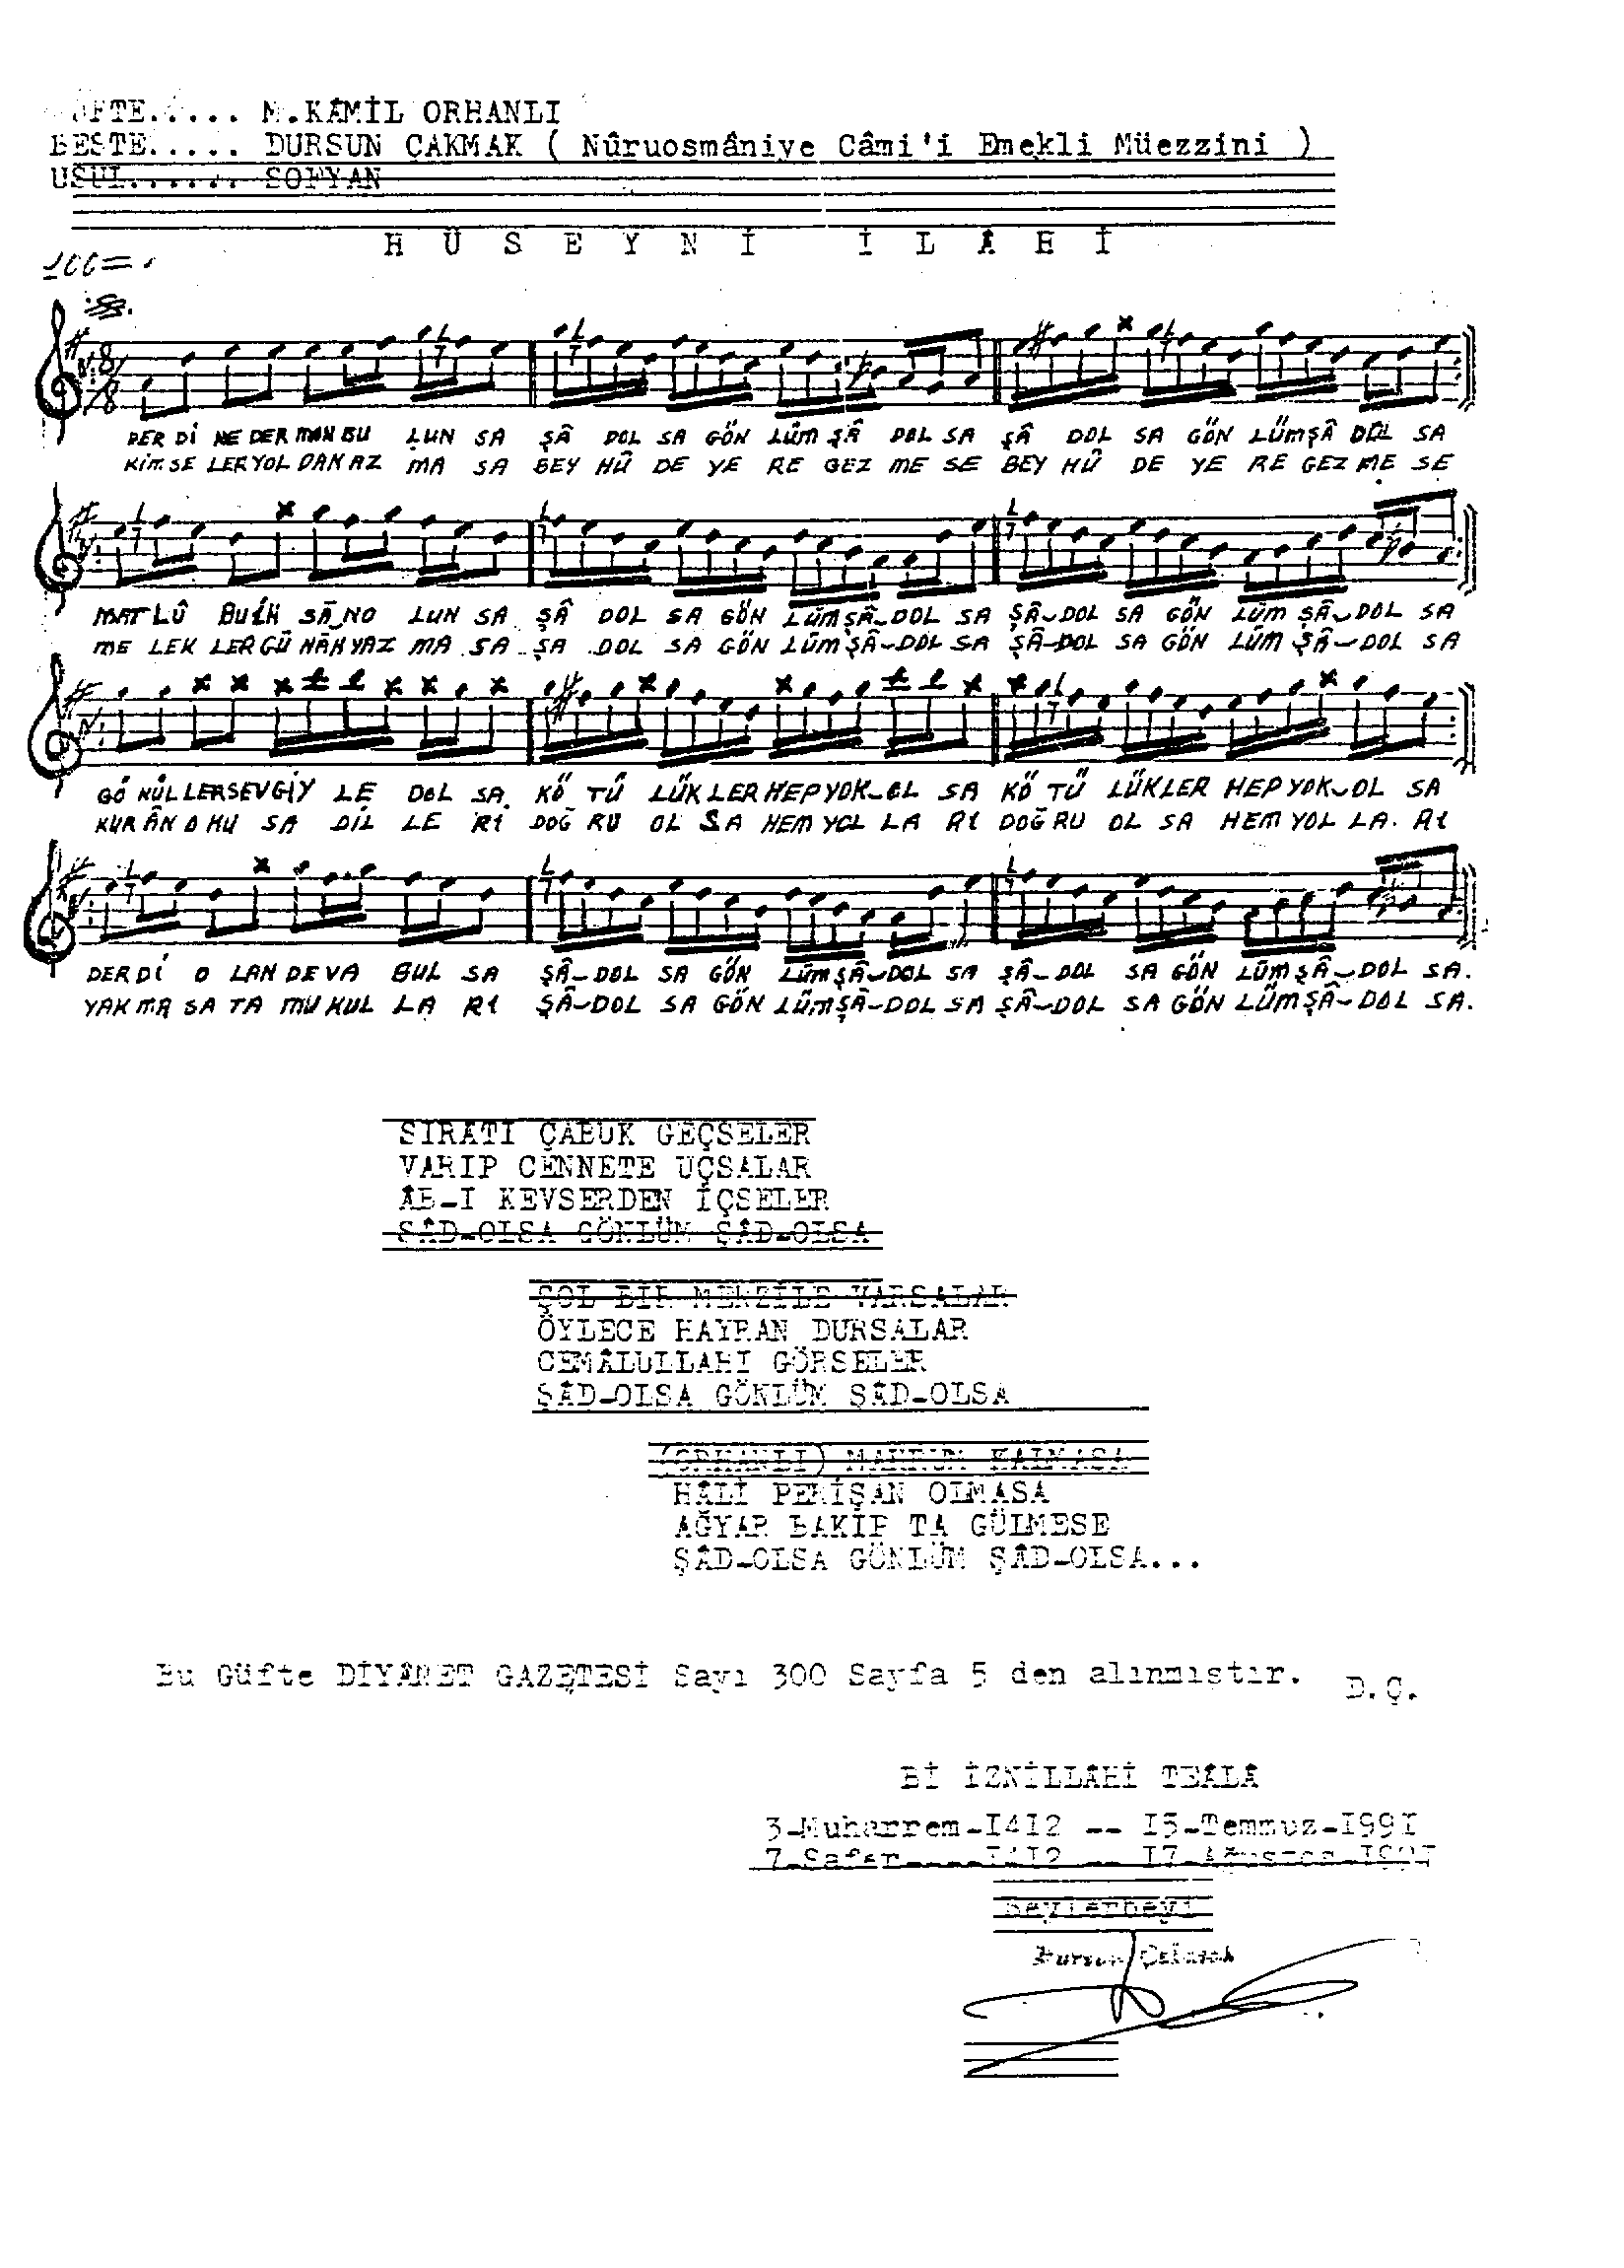 GÜFTE..... M.KÂMİL ORHANLI
BESTE..... DURSUN ÇAKMAK ( Nûruosmâniye Câmi'i Emekli Müezzini )
USUL...... SOFYAN
HÜSEYNİ İLÂHİ
100=
8/8
DER Dİ NE DER MAN BU LUN SA ŞÂ DOL SA GÖN LÜM ŞÂ DOL SA ŞÂ DOL SA GÖN LÜM ŞÂ DOL SA
KİM SE LER YOL DAN AZ MA SA BEY HÛ DE YE RE GEZ ME SE BEY HÛ DE YE RE GEZ ME SE
MAT LÛ BU İH SÂ NO LUN SA ŞÂ DOL SA GÖN LÜM ŞÂ-DOL SA ŞÂ-DOL SA GÖN LÜM ŞÂ-DOL SA
ME LEK LER GÜ NÂH YAZ MA SA ŞA DOL SA GÖN LÜM ŞÂ-DOL SA ŞÂ-DOL SA GÖN LÜM ŞÂ-DOL SA
GÖ NÜL LER SEV GİY LE DOL SA KÖ TÜ LÜK LER HEP YOK-OL SA KÖ TÜ LÜK LER HEP YOK-OL SA
KUR ÂN O KU SA DİL LE RI DOĞ RU OL SA HEM YOL LA RI DOĞ RU OL SA HEM YOL LA RI
DER Dİ O LAN DE VA BUL SA ŞÂ-DOL SA GÖN LÜM ŞÂ-DOL SA ŞÂ-DOL SA GÖN LÜM ŞÂ-DOL SA.
YAK MA SA TA MU KUL LA RI ŞÂ-DOL SA GÖN LÜM ŞÂ-DOL SA ŞÂ-DOL SA GÖN LÜM ŞÂ-DOL SA.
SIRATI ÇABUK GEÇSELER
VARIP CENNETE UÇSALAR
ÂB-I KEVSERDEN İÇSELER
ŞÂD-OLSA GÖNLÜM ŞÂD-OLSA
ŞOL BİR MENZİLE VARSALAR
ÖYLECE HAYRAN DURSALAR
CEMÂLULLAHI GÖRSELER
ŞÂD-OLSA GÖNLÜM ŞÂD-OLSA
(ORHANLI) MAHRUM KALMASA
HÂLİ PERİŞAN OLMASA
AĞYAR BAKIP TA GÜLMESE
ŞÂD-OLSA GÖNLÜM ŞÂD-OLSA...
Bu Güfte DİYÂNET GAZETESİ Sayı 300 Sayfa 5 den alınmıştır.
D.Ç.
Bİ İZNİLLÂHİ TEÂLÂ
3-Muharrem-1412 -- 15-Temmuz-1991
7-Safer----1412 -- 17-Ağustos-1991
Beylerbeyi
Dursun Çakmak